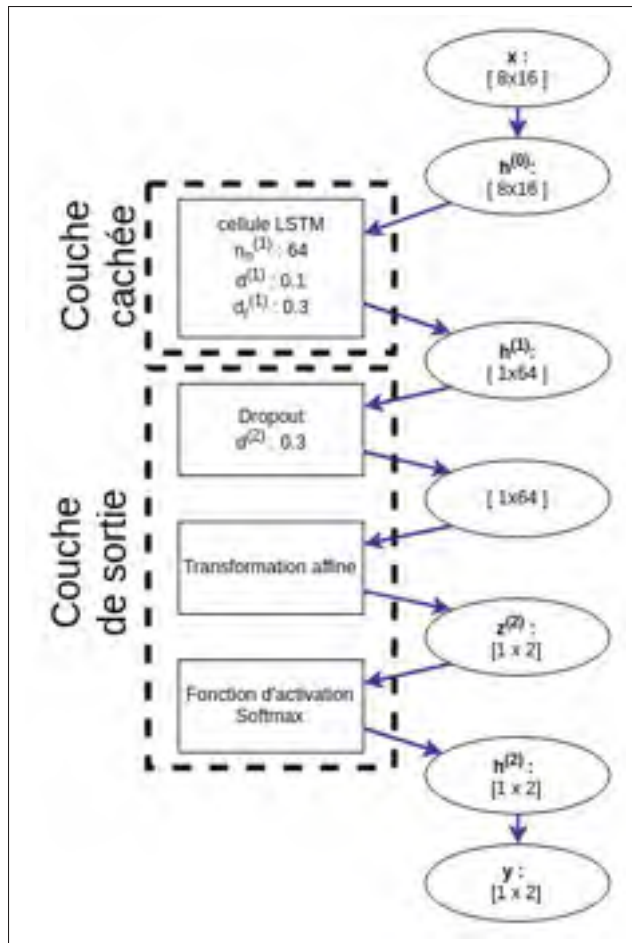 x :
[ 8x16 ]
h(0):
[ 8x16 ]
Couche
cachée
cellule LSTM
nn(1) : 64
d(1) : 0.1
dr(1) : 0.3
h(1):
[ 1x64 ]
Couche
de sortie
Dropout
d(2) : 0.3
[ 1x64 ]
Transformation affine
z(2) :
[1 x 2]
Fonction d'activation
Softmax
h(2) :
[1 x 2]
y :
[1 x 2]